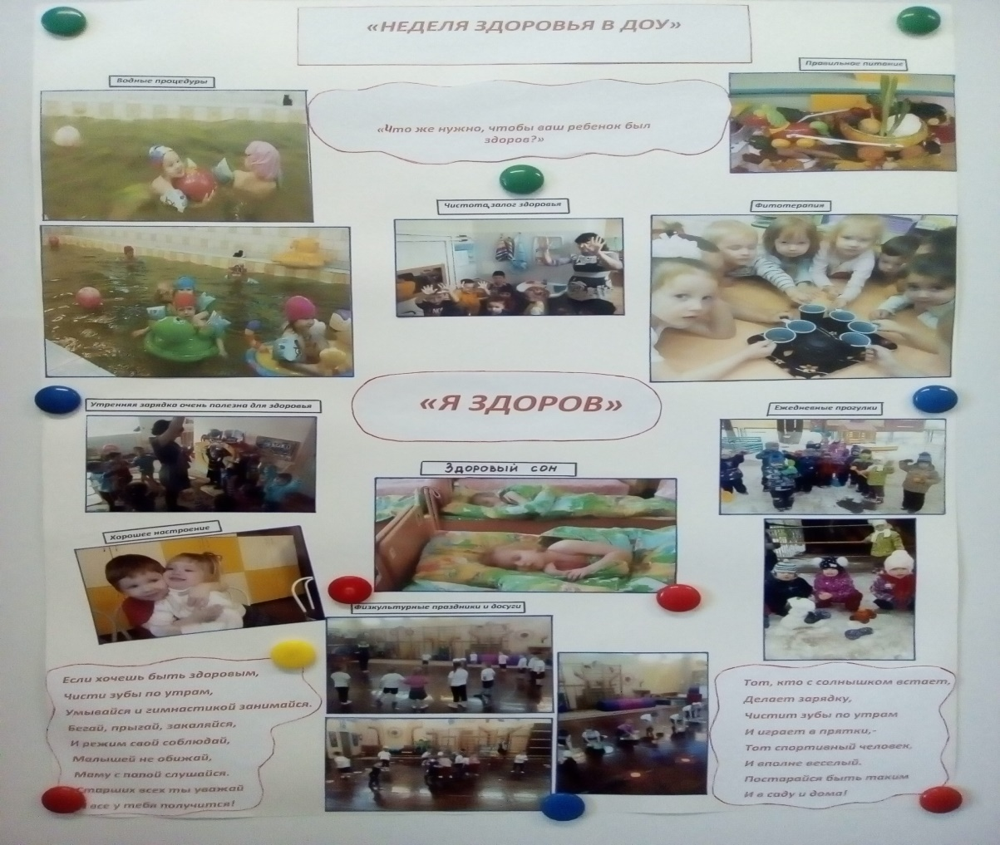 «НЕДЕЛЯ ЗДОРОВЬЯ В ДОУ»
Правильное питание
Водные процедуры
«Что же нужно, чтобы ваш ребенок был
здоров?»
Чистота,залог здоровья
Фитотерапия
«Я ЗДОРОВ»
Утренняя зарядка очень полезна для здоровья
Ежедневные прогулки
Здоровый сон
Хорошее настроение
Физкультурные праздники и досуги
Если хочешь быть здоровым,
Чисти зубы по утрам,
Умывайся и гимнастикой занимайся.
Бегай, прыгай, закаляйся,
И режим свой соблюдай,
Малышей не обижай,
Маму с папой слушайся.
Старших всех ты уважай
все у тебя получится!
Тот, кто с солнышком встает,
Делает зарядку,
Чистит зубы по утрам
И играет в прятки,-
Тот спортивный человек,
И вполне веселый.
Постарайся быть таким
И в саду и дома!